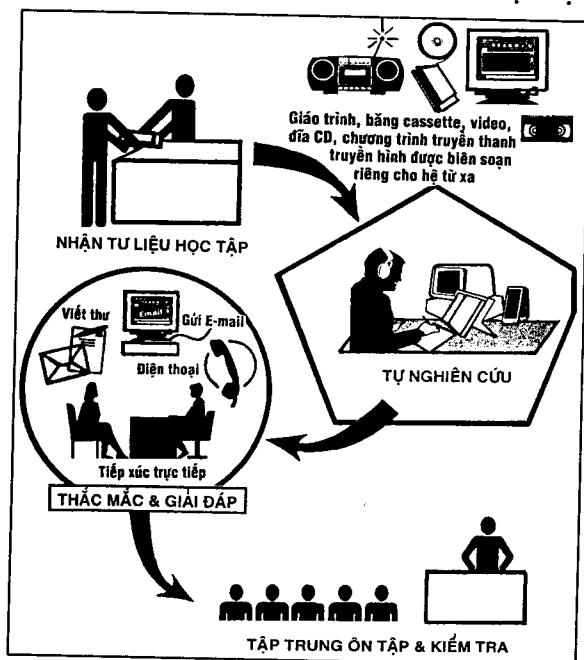 Giáo trình, băng cassette, video,
đĩa CD, chương trình truyền thanh
truyền hình được biên soạn
riêng cho hệ từ xa
NHẬN TƯ LIỆU HỌC TẬP
Viết thư
Email
Gửi E-mail
Điện thoại
Tiếp xúc trực tiếp
THẮC MẮC & GIẢI ĐÁP
TỰ NGHIÊN CỨU
TẬP TRUNG ÔN TẬP & KIỂM TRA